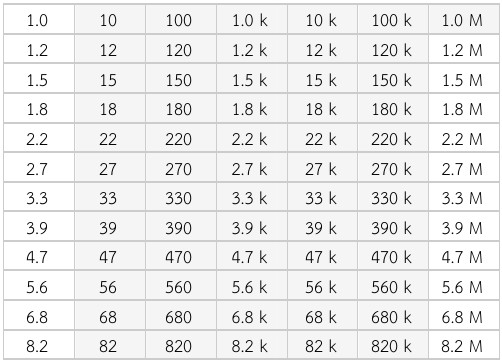 1.0 10 100 1.0 k 10 k 100 k 1.0 M
1.2 12 120 1.2 k 12 k 120 k 1.2 M
1.5 15 150 1.5 k 15 k 150 k 1.5 M
1.8 18 180 1.8 k 18 k 180 k 1.8 M
2.2 22 220 2.2 k 22 k 220 k 2.2 M
2.7 27 270 2.7 k 27 k 270 k 2.7 M
3.3 33 330 3.3 k 33 k 330 k 3.3 M
3.9 39 390 3.9 k 39 k 390 k 3.9 M
4.7 47 470 4.7 k 47 k 470 k 4.7 M
5.6 56 560 5.6 k 56 k 560 k 5.6 M
6.8 68 680 6.8 k 68 k 680 k 6.8 M
8.2 82 820 8.2 k 82 k 820 k 8.2 M